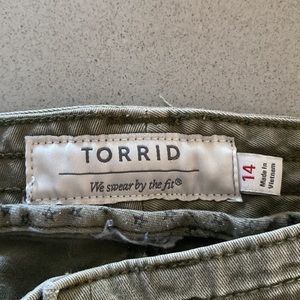 TORRID
We swear by the fit®
14
Made In
Vietnam